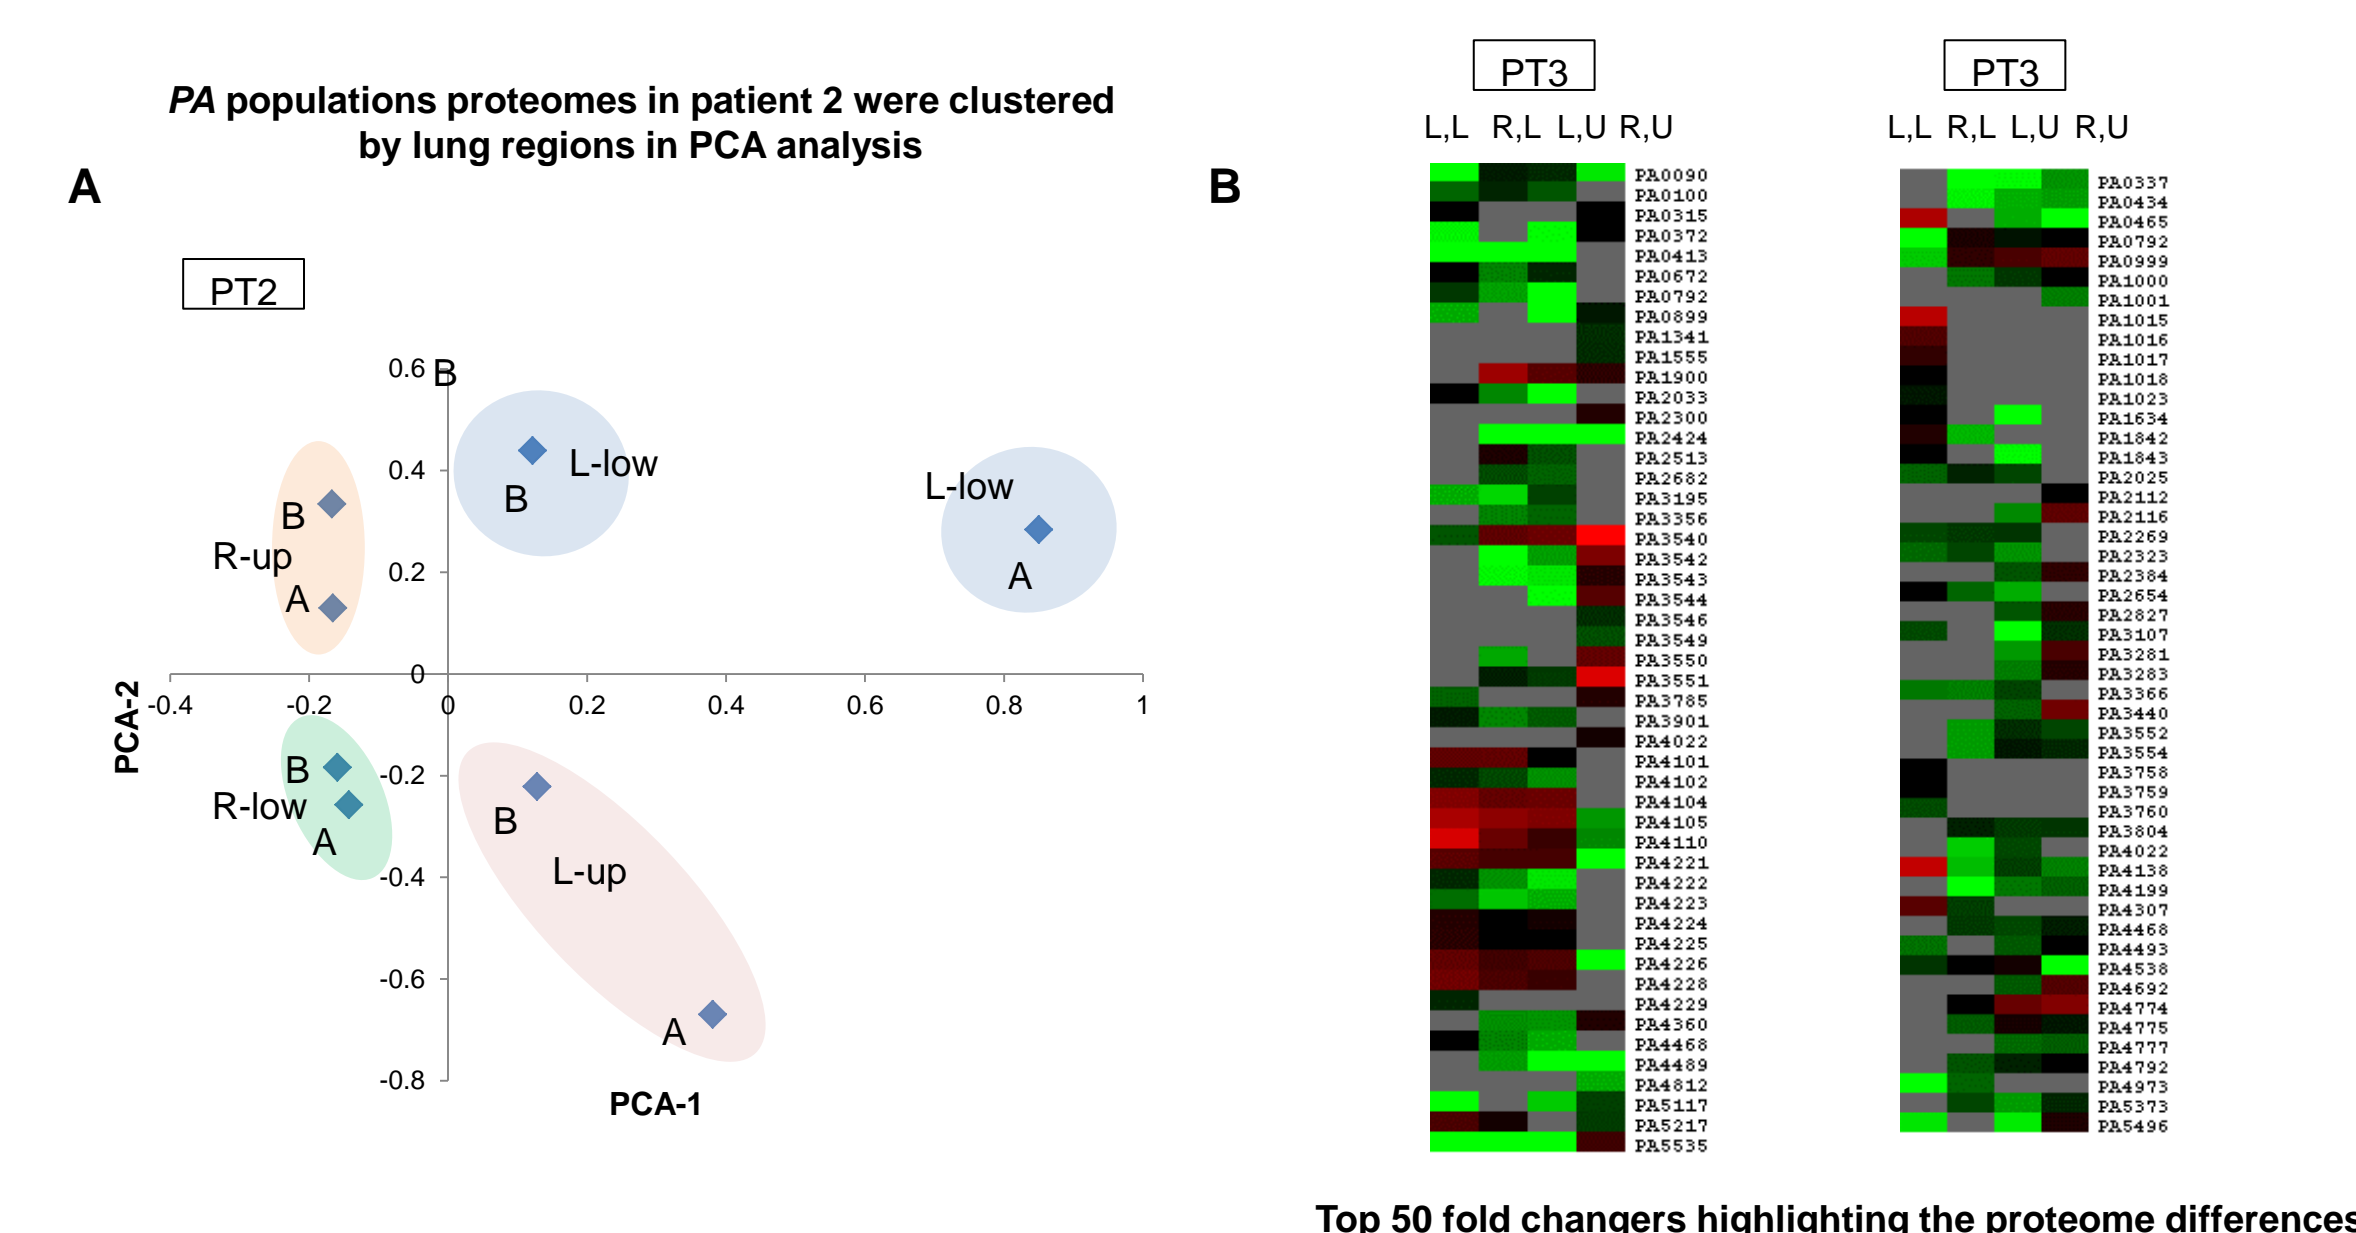 PA populations proteomes in patient 2 were clustered
by lung regions in PCA analysis
A
PT2
0.6
B
0.4
0.2
0
-0.2
-0.4
-0.6
-0.8
-0.4
-0.2
0
0.2
0.4
0.6
0.8
1
PCA-2
PCA-1
L-low
B
L-low
A
B
R-up
A
B
R-low
A
B
L-up
A
B
PT3
L,L R,L L,U R,U
PA0090
PA0100
PA0315
PA0372
PA0413
PA0672
PA0792
PA0899
PA1341
PA1555
PA1900
PA2033
PA2300
PA2424
PA2513
PA2682
PA3195
PA3356
PA3540
PA3542
PA3543
PA3544
PA3546
PA3549
PA3550
PA3551
PA3785
PA3901
PA4022
PA4101
PA4102
PA4104
PA4105
PA4110
PA4221
PA4222
PA4223
PA4224
PA4225
PA4226
PA4228
PA4229
PA4360
PA4468
PA4489
PA4812
PA5117
PA5217
PA5535
PT3
L,L R,L L,U R,U
PA0337
PA0434
PA0465
PA0792
PA0999
PA1000
PA1001
PA1015
PA1016
PA1017
PA1018
PA1023
PA1634
PA1842
PA1843
PA2025
PA2112
PA2116
PA2269
PA2323
PA2384
PA2654
PA2827
PA3107
PA3281
PA3283
PA3366
PA3440
PA3552
PA3554
PA3758
PA3759
PA3760
PA3804
PA4022
PA4138
PA4199
PA4307
PA4468
PA4493
PA4538
PA4692
PA4774
PA4775
PA4777
PA4792
PA4973
PA5373
PA5496
Top 50 fold changers highlighting the proteome differences